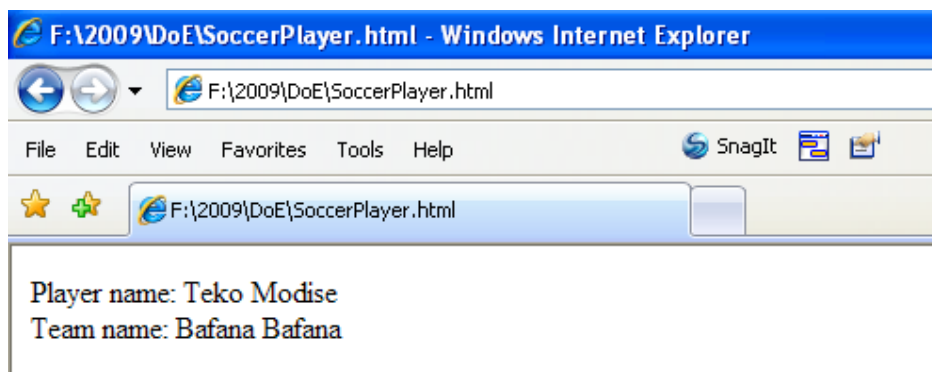 F:\2009\DoE\SoccerPlayer.html - Windows Internet Explorer
F:\2009\DoE\SoccerPlayer.html
File Edit View Favorites Tools Help SnagIt
F:\2009\DoE\SoccerPlayer.html
Player name: Teko Modise
Team name: Bafana Bafana